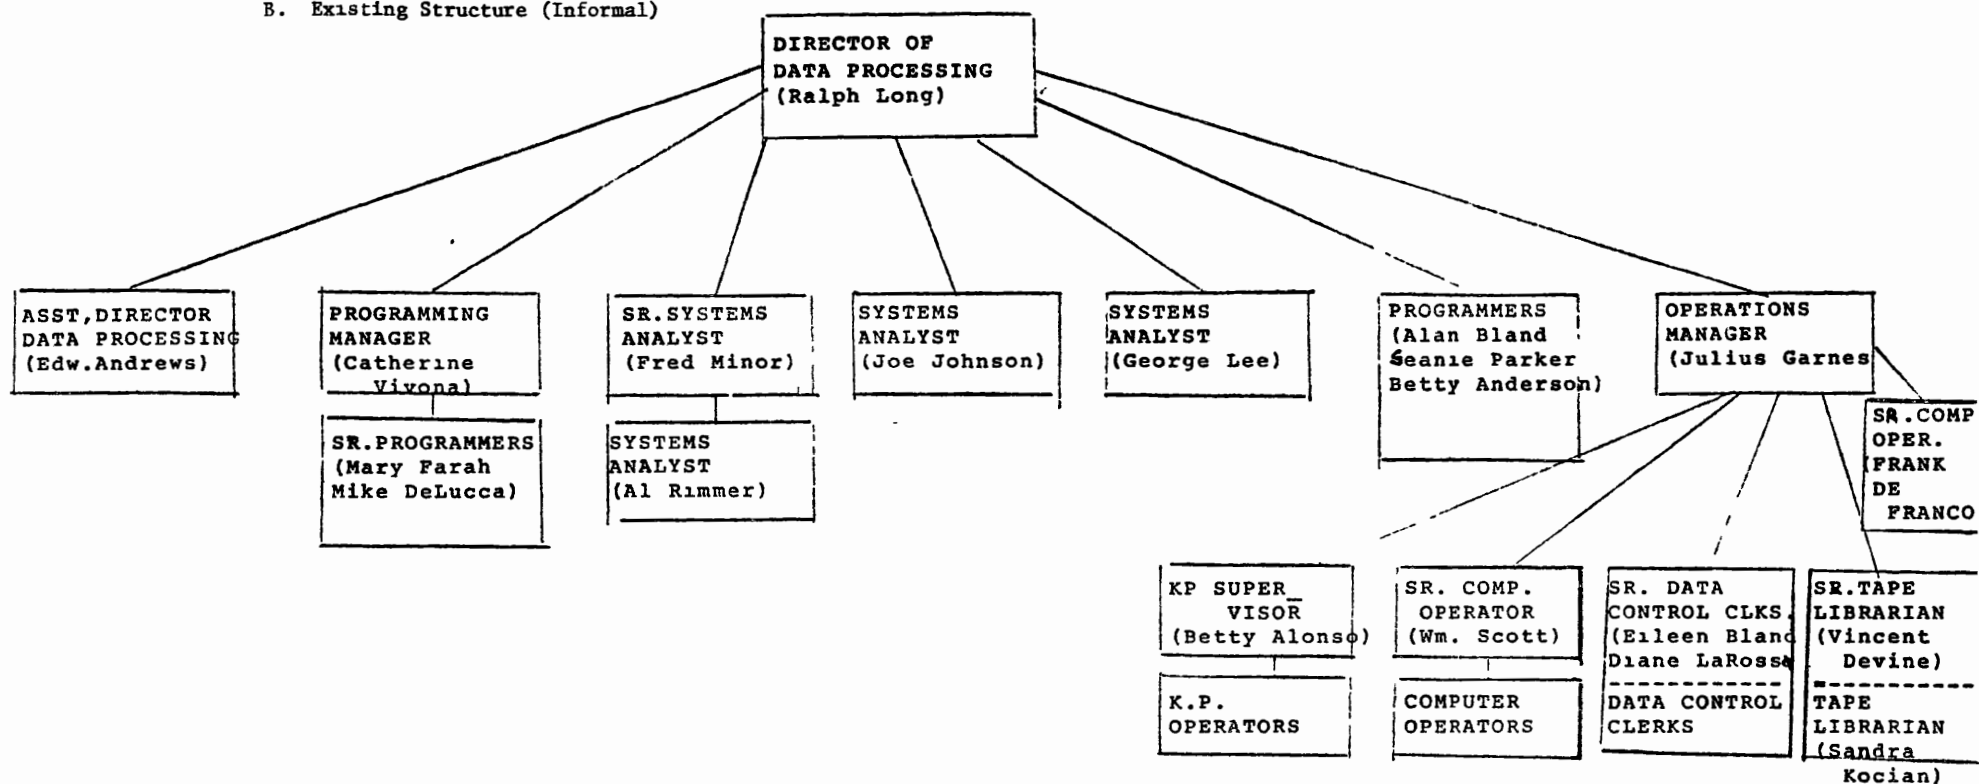 B. Existing Structure (Informal)
DIRECTOR OF
DATA PROCESSING
(Ralph Long)
ASST,DIRECTOR
DATA PROCESSING
(Edw.Andrews)
PROGRAMMING
MANAGER
(Catherine
Vivona)
SR.PROGRAMMERS
(Mary Farah
Mike DeLucca)
SR.SYSTEMS
ANALYST
(Fred Minor)
SYSTEMS
ANALYST
(Al Rimmer)
SYSTEMS
ANALYST
(Joe Johnson)
SYSTEMS
ANALYST
(George Lee)
PROGRAMMERS
(Alan Bland
Seanie Parker
Betty Anderson)
OPERATIONS
MANAGER
(Julius Garnes
SR.COMP
OPER.
FRANK
DE
FRANCO
KP SUPER_
VISOR
(Betty Alonso)
K.P.
OPERATORS
SR. COMP.
OPERATOR
(Wm. Scott)
COMPUTER
OPERATORS
SR. DATA
CONTROL CLKS.
(Eileen Bland
Diane LaRossa
DATA CONTROL
CLERKS
SR.TAPE
LIBRARIAN
(Vincent
Devine)
TAPE
LIBRARIAN
(Sandra
Kocian)